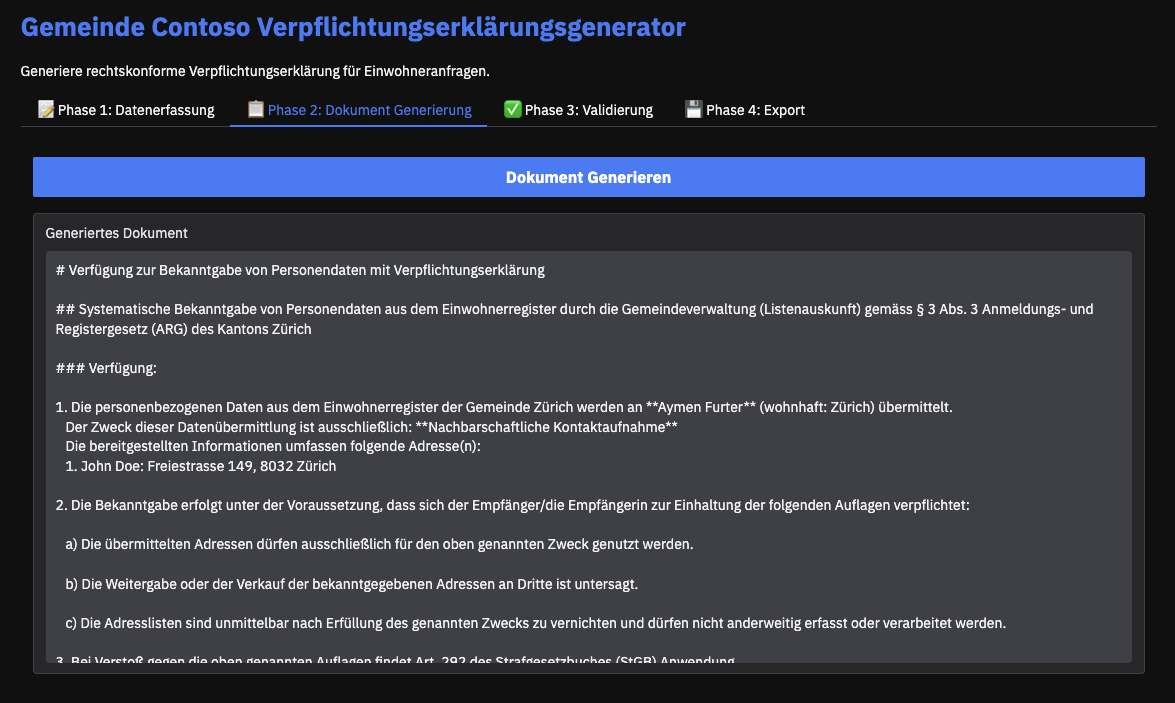 Gemeinde Contoso Verpflichtungserklärungsgenerator
Generiere rechtskonforme Verpflichtungserklärung für Einwohneranfragen.
📝 Phase 1: Datenerfassung
📋 Phase 2: Dokument Generierung
✅ Phase 3: Validierung
💾 Phase 4: Export
Dokument Generieren
Generiertes Dokument
# Verfügung zur Bekanntgabe von Personendaten mit Verpflichtungserklärung
## Systematische Bekanntgabe von Personendaten aus dem Einwohnerregister durch die Gemeindeverwaltung (Listenauskunft) gemäss § 3 Abs. 3 Anmeldungs- und
Registergesetz (ARG) des Kantons Zürich
### Verfügung:
1. Die personenbezogenen Daten aus dem Einwohnerregister der Gemeinde Zürich werden an **Aymen Furter** (wohnhaft: Zürich) übermittelt.
Der Zweck dieser Datenübermittlung ist ausschließlich: **Nachbarschaftliche Kontaktaufnahme**
Die bereitgestellten Informationen umfassen folgende Adresse(n):
1. John Doe: Freiestrasse 149, 8032 Zürich
2. Die Bekanntgabe erfolgt unter der Voraussetzung, dass sich der Empfänger/die Empfängerin zur Einhaltung der folgenden Auflagen verpflichtet:
a) Die übermittelten Adressen dürfen ausschließlich für den oben genannten Zweck genutzt werden.
b) Die Weitergabe oder der Verkauf der bekanntgegebenen Adressen an Dritte ist untersagt.
c) Die Adresslisten sind unmittelbar nach Erfüllung des genannten Zwecks zu vernichten und dürfen nicht anderweitig erfasst oder verarbeitet werden.
3. Bei Verstoß gegen die oben genannten Auflagen findet Art. 292 des Strafgesetzbuches (StGB) Anwendung.